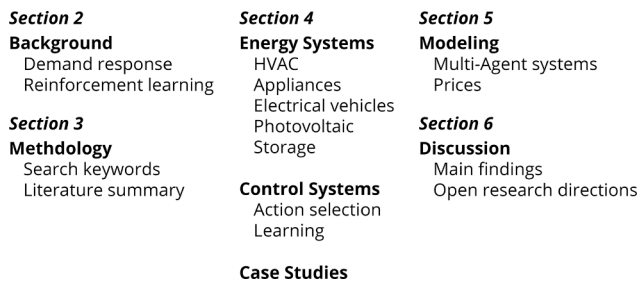 Section 2
Background
Demand response
Reinforcement learning
Section 3
Methdology
Search keywords
Literature summary
Section 4
Energy Systems
HVAC
Appliances
Electrical vehicles
Photovoltaic
Storage
Control Systems
Action selection
Learning
Case Studies
Section 5
Modeling
Multi-Agent systems
Prices
Section 6
Discussion
Main findings
Open research directions